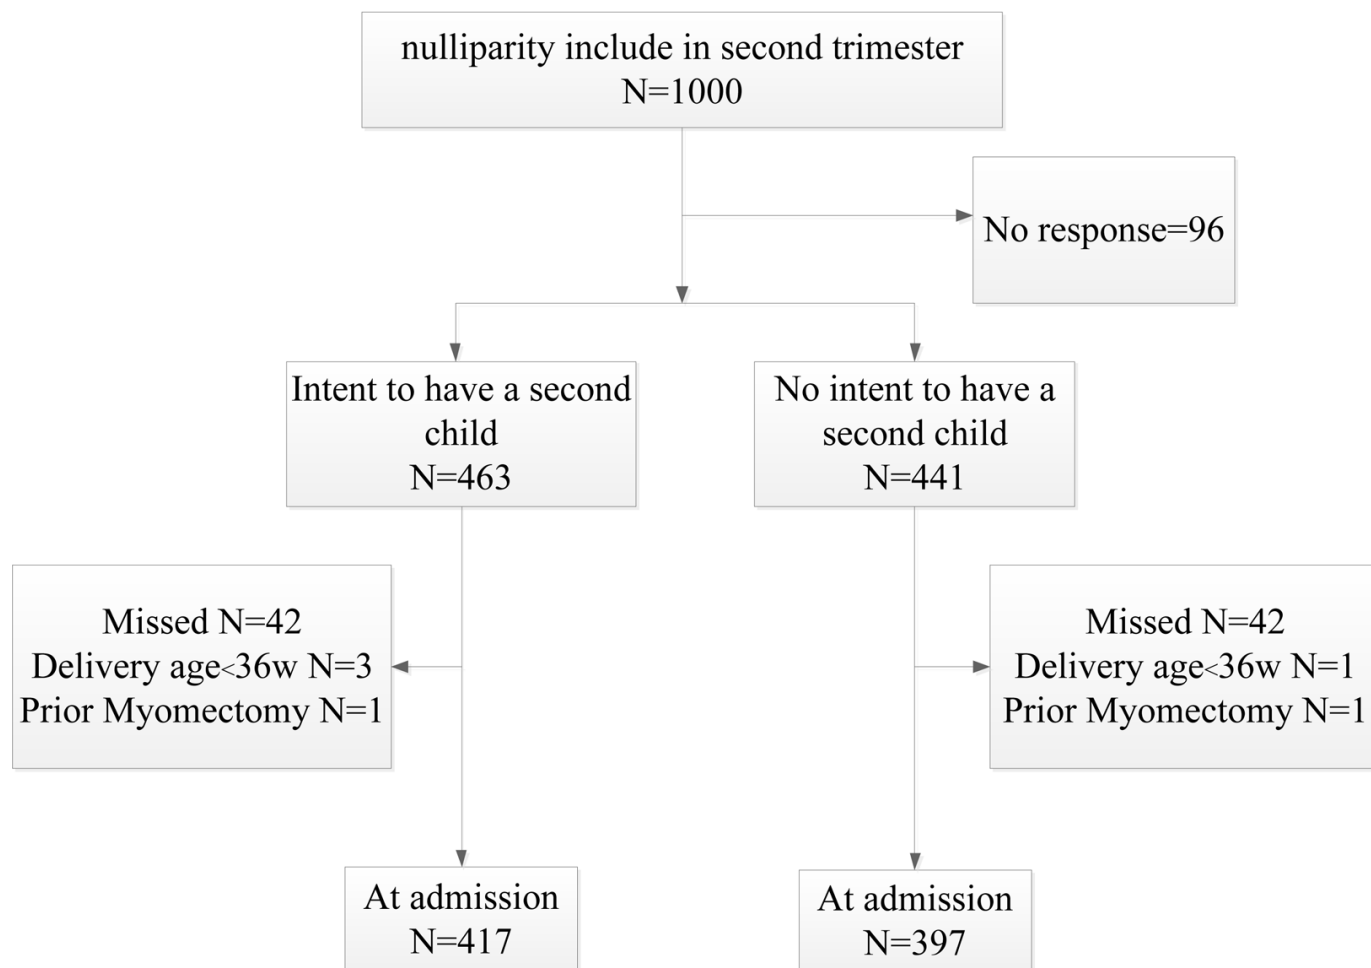 nulliparity include in second trimester
N=1000
No response=96
Intent to have a second
child
N=463
No intent to have a
second child
N=441
Missed N=42
Delivery age<36w N=3
Prior Myomectomy N=1
Missed N=42
Delivery age<36w N=1
Prior Myomectomy N=1
At admission
N=417
At admission
N=397